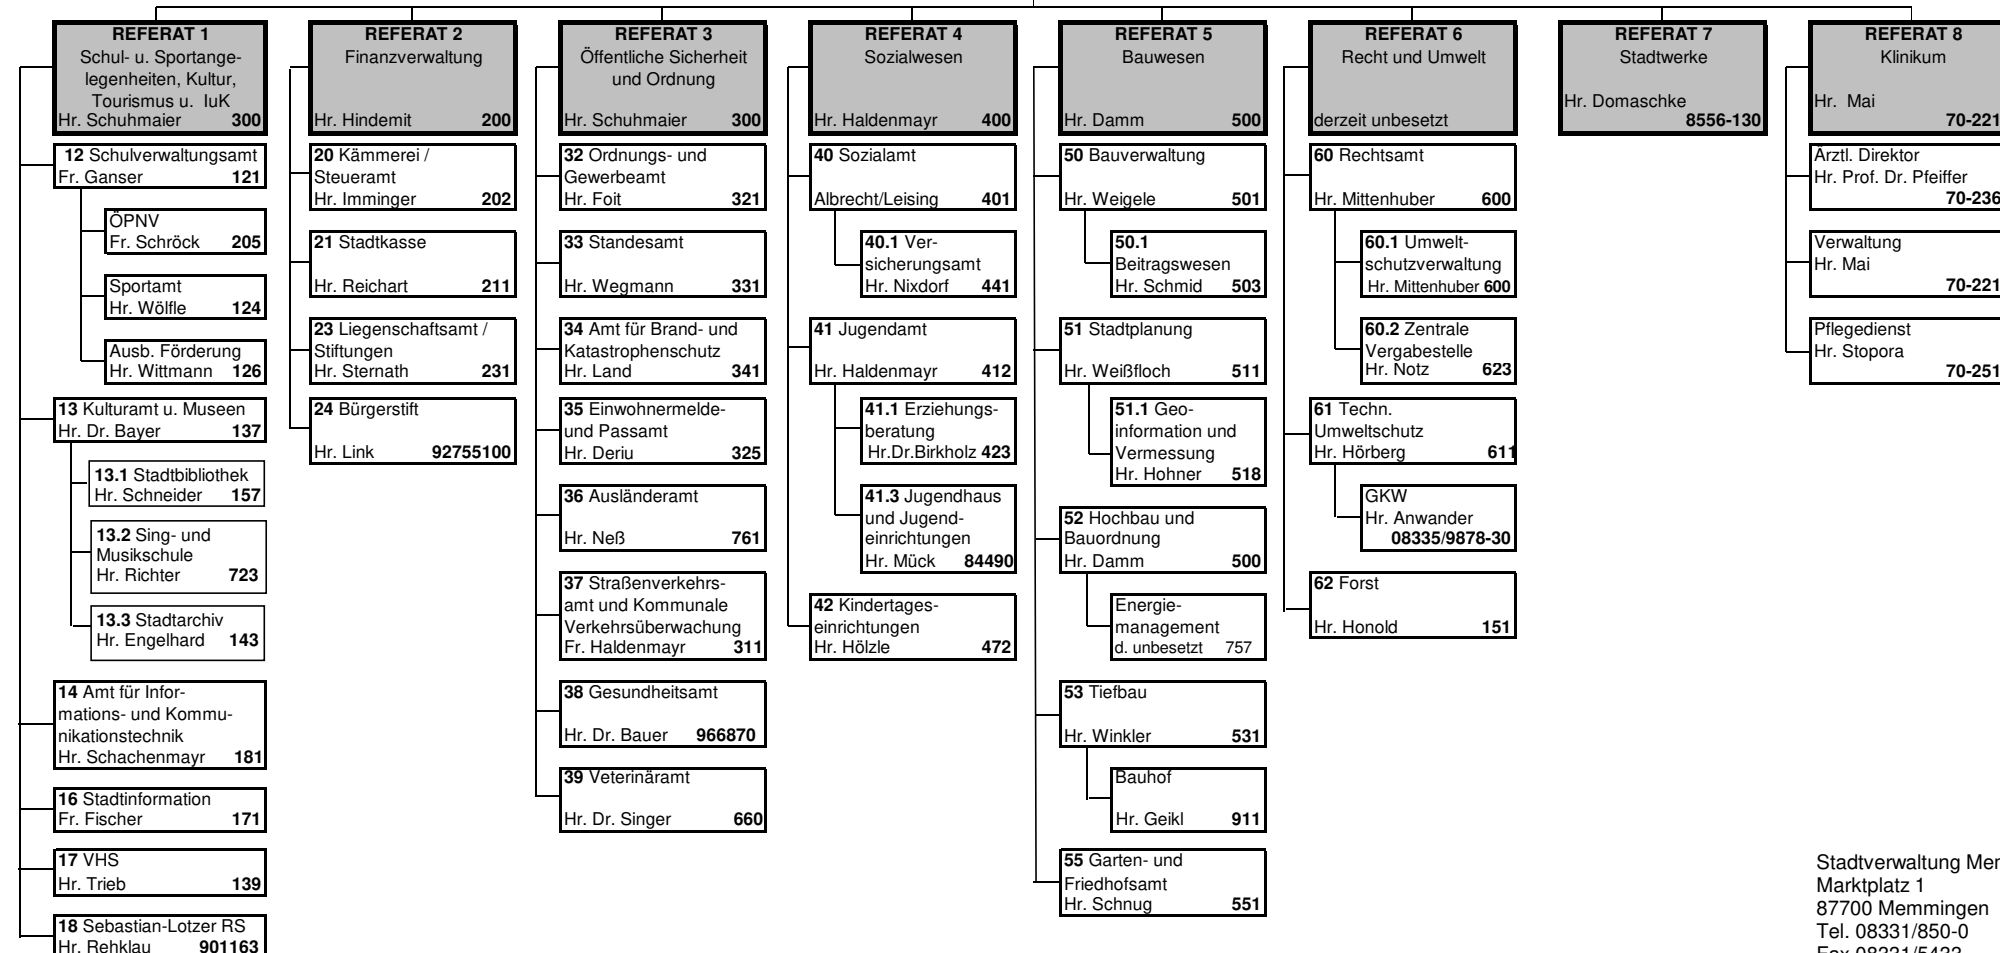 REFERAT 1
Schul- u. Sportange-
legenheiten, Kultur,
Tourismus u. IuK
Hr. Schuhmaier 300
12 Schulverwaltungsamt
Fr. Ganser 121
ÖPNV
Fr. Schröck 205
Sportamt
Hr. Wölfle 124
Ausb. Förderung
Hr. Wittmann 126
13 Kulturamt u. Museen
Hr. Dr. Bayer 137
13.1 Stadtbibliothek
Hr. Schneider 157
13.2 Sing- und
Musikschule
Hr. Richter 723
13.3 Stadtarchiv
Hr. Engelhard 143
14 Amt für Infor-
mations- und Kommu-
nikationstechnik
Hr. Schachenmayr 181
16 Stadtinformation
Fr. Fischer 171
17 VHS
Hr. Trieb 139
18 Sebastian-Lotzer RS
Hr. Rehklau 901163
REFERAT 2
Finanzverwaltung
Hr. Hindemit 200
20 Kämmerei /
Steueramt
Hr. Imminger 202
21 Stadtkasse
Hr. Reichart 211
23 Liegenschaftsamt /
Stiftungen
Hr. Sternath 231
24 Bürgerstift
Hr. Link 92755100
REFERAT 3
Öffentliche Sicherheit
und Ordnung
Hr. Schuhmaier 300
32 Ordnungs- und
Gewerbeamt
Hr. Foit 321
33 Standesamt
Hr. Wegmann 331
34 Amt für Brand- und
Katastrophenschutz
Hr. Land 341
35 Einwohnermelde-
und Passamt
Hr. Deriu 325
36 Ausländeramt
Hr. Neß 761
37 Straßenverkehrs-
amt und Kommunale
Verkehrsüberwachung
Fr. Haldenmayr 311
38 Gesundheitsamt
Hr. Dr. Bauer 966870
39 Veterinäramt
Hr. Dr. Singer 660
REFERAT 4
Sozialwesen
Hr. Haldenmayr 400
40 Sozialamt
Albrecht/Leising 401
40.1 Ver-
sicherungsamt
Hr. Nixdorf 441
41 Jugendamt
Hr. Haldenmayr 412
41.1 Erziehungs-
beratung
Hr.Dr.Birkholz 423
41.3 Jugendhaus
und Jugend-
einrichtungen
Hr. Mück 84490
42 Kindertages-
einrichtungen
Hr. Hölzle 472
REFERAT 5
Bauwesen
Hr. Damm 500
50 Bauverwaltung
Hr. Weigele 501
50.1
Beitragswesen
Hr. Schmid 503
51 Stadtplanung
Hr. Weißfloch 511
51.1 Geo-
information und
Vermessung
Hr. Hohner 518
52 Hochbau und
Bauordnung
Hr. Damm 500
Energie-
management
d. unbesetzt 757
53 Tiefbau
Hr. Winkler 531
Bauhof
Hr. Geikl 911
55 Garten- und
Friedhofsamt
Hr. Schnug 551
REFERAT 6
Recht und Umwelt
derzeit unbesetzt
60 Rechtsamt
Hr. Mittenhuber 600
60.1 Umwelt-
schutzverwaltung
Hr. Mittenhuber 600
60.2 Zentrale
Vergabestelle
Hr. Notz 623
61 Techn.
Umweltschutz
Hr. Hörberg 611
GKW
Hr. Anwander
08335/9878-30
62 Forst
Hr. Honold 151
REFERAT 7
Stadtwerke
Hr. Domaschke
8556-130
REFERAT 8
Klinikum
Hr. Mai
70-221
Ärztl. Direktor
Hr. Prof. Dr. Pfeiffer
70-236
Verwaltung
Hr. Mai
70-221
Pflegedienst
Hr. Stopora
70-251
Stadtverwaltung Mem
Marktplatz 1
87700 Memmingen
Tel. 08331/850-0
Fax 08331/5433